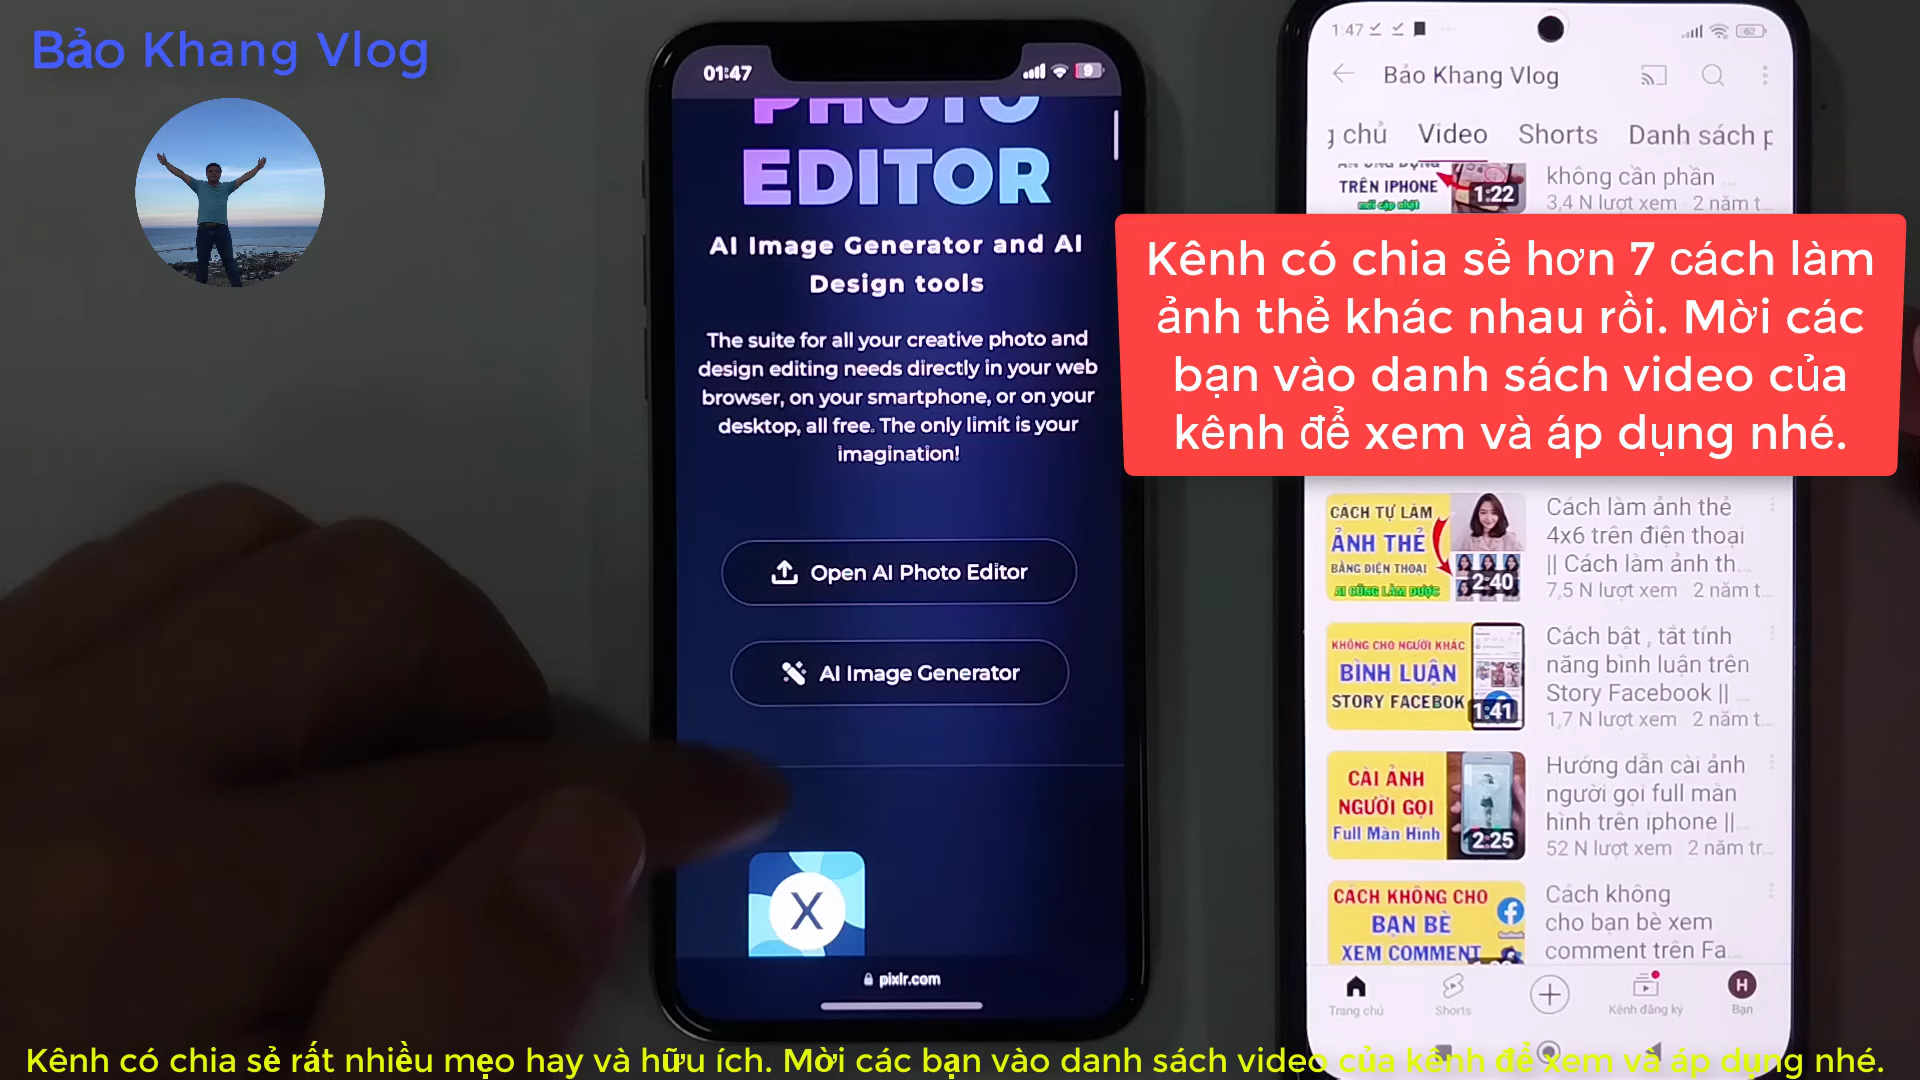 Bảo Khang Vlog
01:47
9
PHOTO
EDITOR
AI Image Generator and AI
Design tools
The suite for all your creative photo and
design editing needs directly in your web
browser, on your smartphone, or on your
desktop, all free. The only limit is your
imagination!
Open AI Photo Editor
AI Image Generator
X
pixlr.com
1:47
62
Bảo Khang Vlog
g chủ Video Shorts Danh sách p
TRÊN IPHONE
mới cập nhật
1:22
không cần phần ...
3,4 N lượt xem 2 năm t...
Kênh có chia sẻ hơn 7 cách làm
ảnh thẻ khác nhau rồi. Mời các
bạn vào danh sách video của
kênh để xem và áp dụng nhé.
CÁCH TỰ LÀM
ẢNH THẺ
BẰNG ĐIỆN THOẠI
AI CŨNG LÀM ĐƯỢC
2:40
Cách làm ảnh thẻ
4x6 trên điện thoại
|| Cách làm ảnh th...
7,5 N lượt xem 2 năm t...
KHÔNG CHO NGƯỜI KHÁC
BÌNH LUẬN
STORY FACEBOK
1:41
Cách bật , tắt tính
năng bình luận trên
Story Facebook || ...
1,7 N lượt xem 2 năm t...
CÀI ẢNH
NGƯỜI GỌI
Full Màn Hình
2:25
Hướng dẫn cài ảnh
người gọi full màn
hình trên iphone ||...
52 N lượt xem 2 năm tr...
CÁCH KHÔNG CHO
BẠN BÈ
XEM COMMENT
Cách không
cho bạn bè xem
comment trên Fa...
Trang chủ
Shorts
Kênh đăng ký
H
Bạn
Kênh có chia sẻ rất nhiều mẹo hay và hữu ích. Mời các bạn vào danh sách video của kênh để xem và áp dụng nhé.